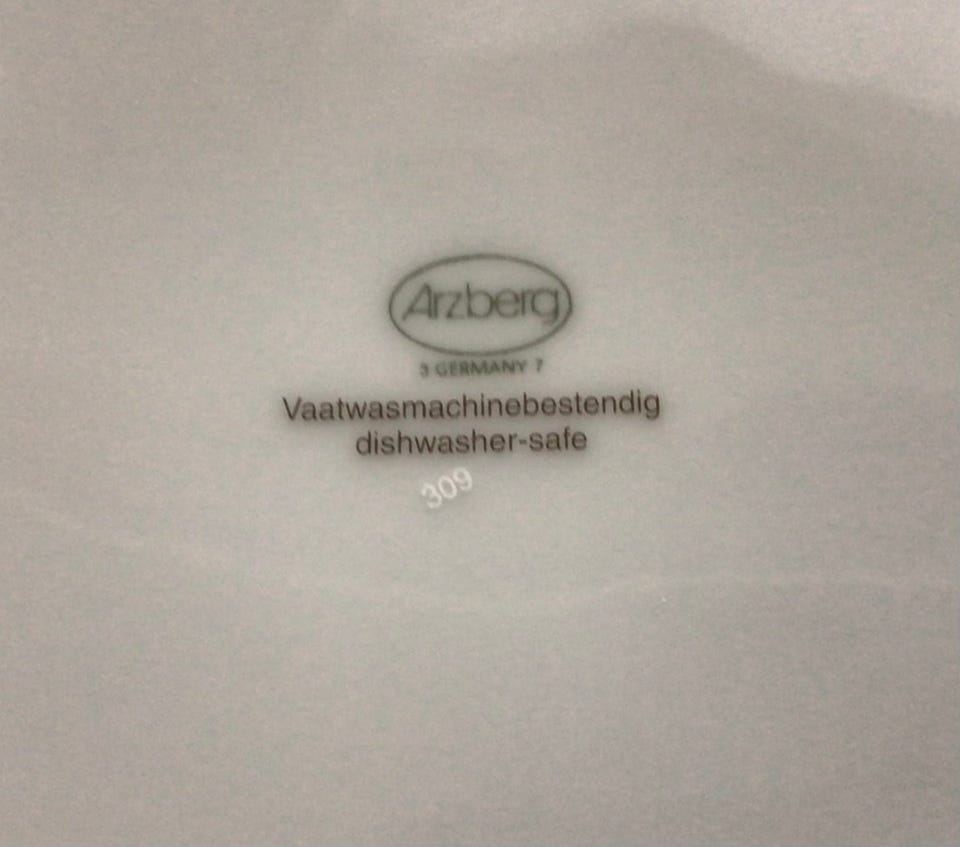 Arzberg
3 GERMANY 7
Vaatwasmachinebestendig
dishwasher-safe
309